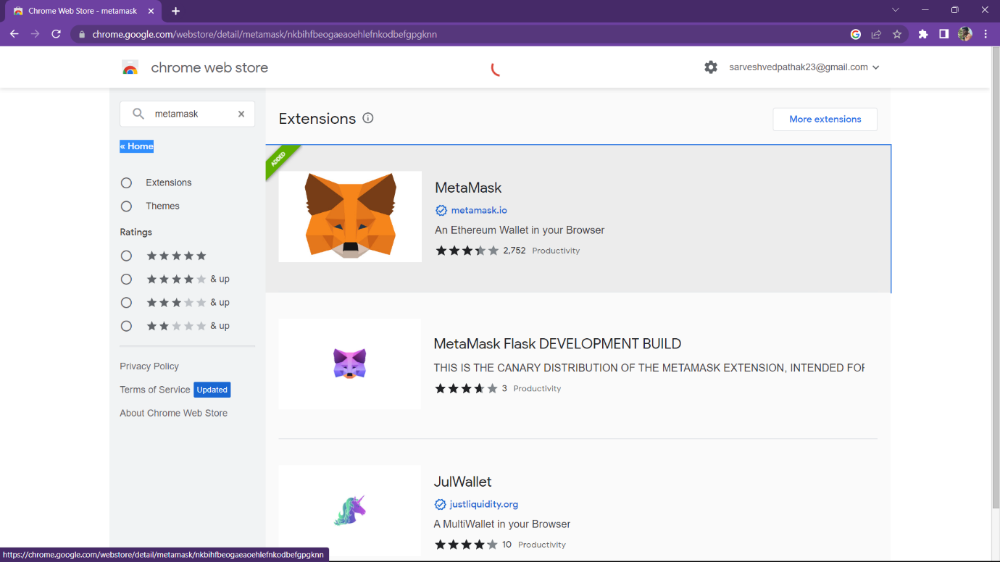 Chrome Web Store - metamask
chrome.google.com/webstore/detail/metamask/nkbihfbeogaeaoehlefnkodbefgpgknn
chrome web store
sarveshvedpathak23@gmail.com
metamask
« Home
Extensions
Themes
Ratings
& up
& up
& up
Privacy Policy
Terms of Service Updated
About Chrome Web Store
Extensions
More extensions
ADDED
MetaMask
metamask.io
An Ethereum Wallet in your Browser
2,752 Productivity
MetaMask Flask DEVELOPMENT BUILD
THIS IS THE CANARY DISTRIBUTION OF THE METAMASK EXTENSION, INTENDED FOR
3 Productivity
JulWallet
justliquidity.org
A MultiWallet in your Browser
10 Productivity
https://chrome.google.com/webstore/detail/metamask/nkbihfbeogaeaoehlefnkodbefgpgknn